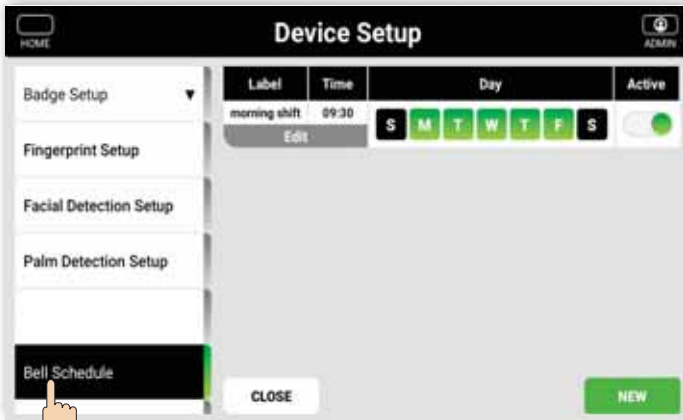 HOME
Device Setup
ADMIN
Badge Setup ▼
Fingerprint Setup
Facial Detection Setup
Palm Detection Setup
Bell Schedule
Label Time Day Active
morning shift 09:30
Edit
S M T W T F S
CLOSE
NEW